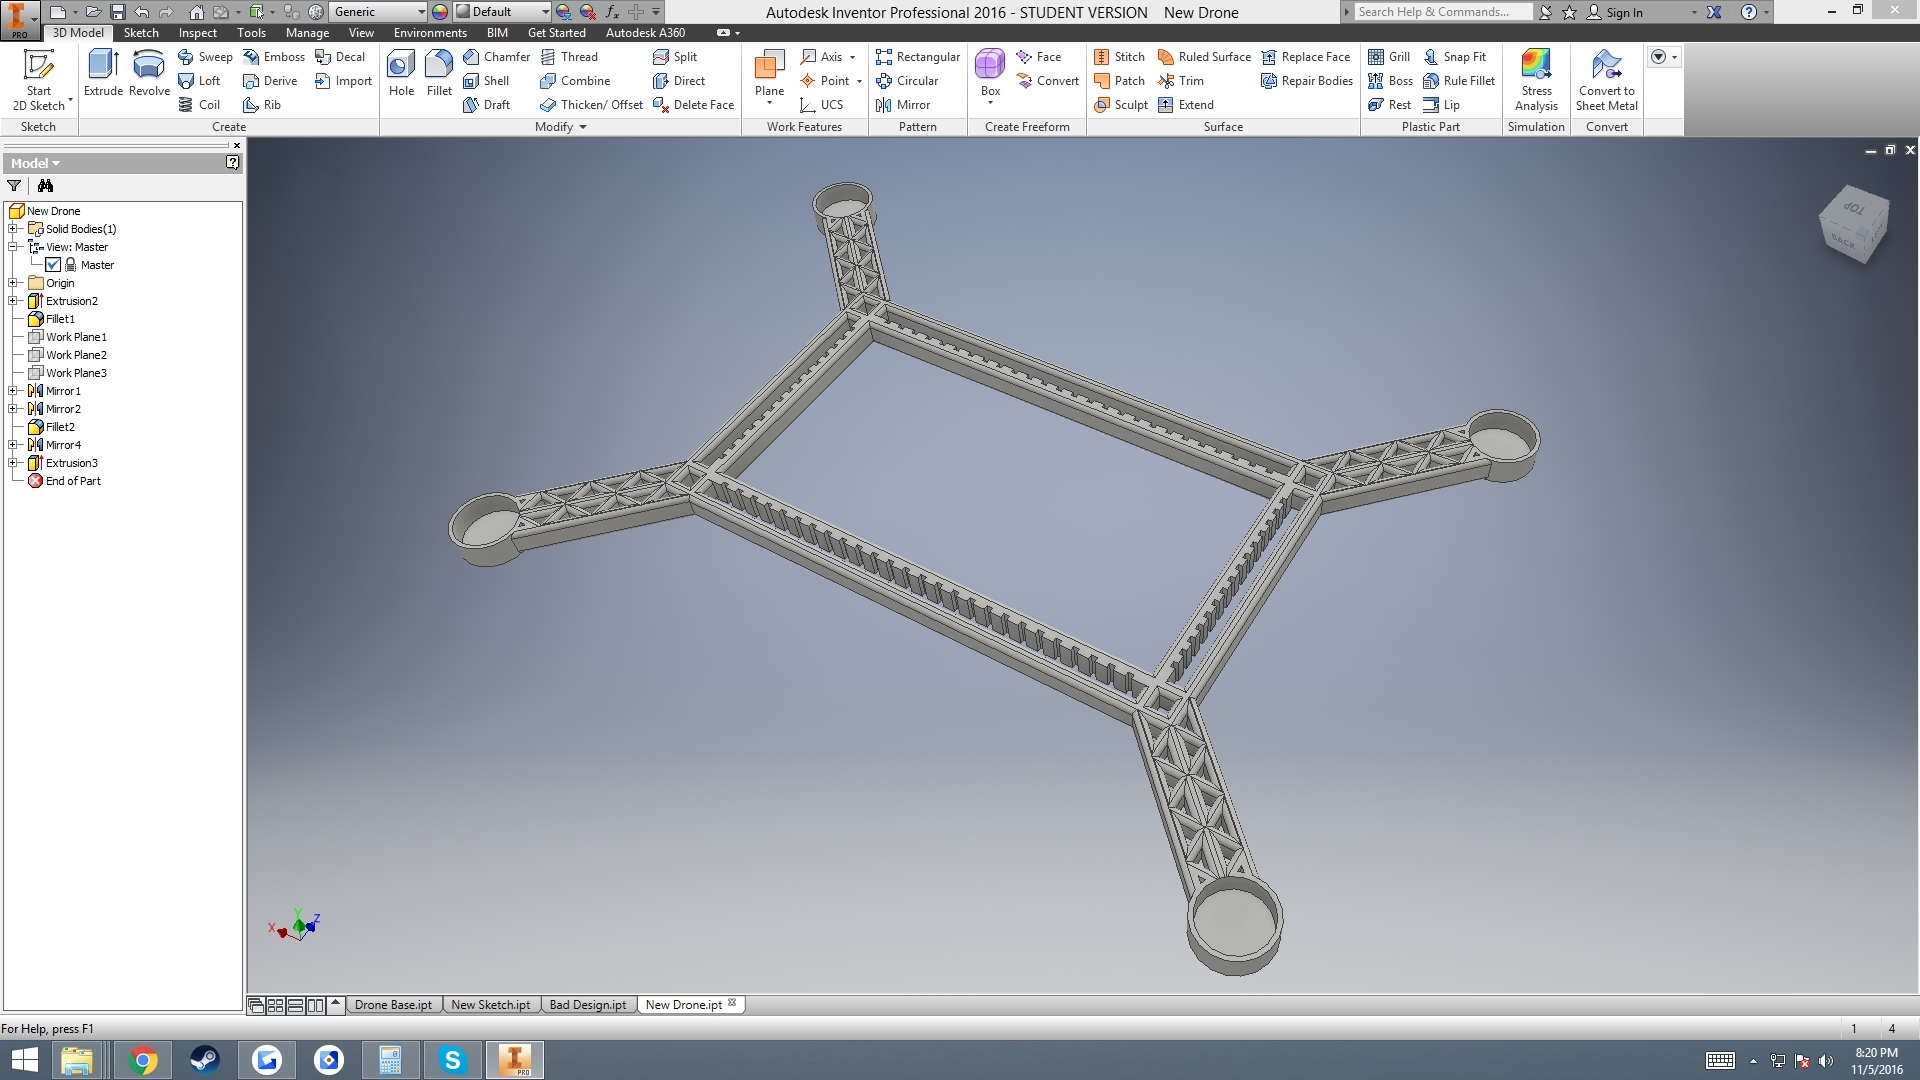 Generic Default fx Autodesk Inventor Professional 2016 - STUDENT VERSION New Drone Search Help & Commands... Sign In
PRO 3D Model Sketch Inspect Tools Manage View Environments BIM Get Started Autodesk A360
Sweep Emboss Decal Chamfer Thread Split Axis Rectangular Face Stitch Ruled Surface Replace Face Grill Snap Fit
Loft Derive Import Shell Combine Direct Point Circular Convert Patch Trim Repair Bodies Boss Rule Fillet
Start 2D Sketch Extrude Revolve Hole Fillet Plane Box Stress Analysis Convert to Sheet Metal
Coil Rib Draft Thicken/ Offset Delete Face UCS Mirror Sculpt Extend Rest Lip
Sketch Create Modify Work Features Pattern Create Freeform Surface Plastic Part Simulation Convert
Model
New Drone
Solid Bodies(1)
View: Master
Master
Origin
Extrusion2
Fillet1
Work Plane1
Work Plane2
Work Plane3
Mirror1
Mirror2
Fillet2
Mirror4
Extrusion3
End of Part
TOP
BACK
Y
Z
X
Drone Base.ipt New Sketch.ipt Bad Design.ipt New Drone.ipt
For Help, press F1 1 4
8:20 PM
11/5/2016